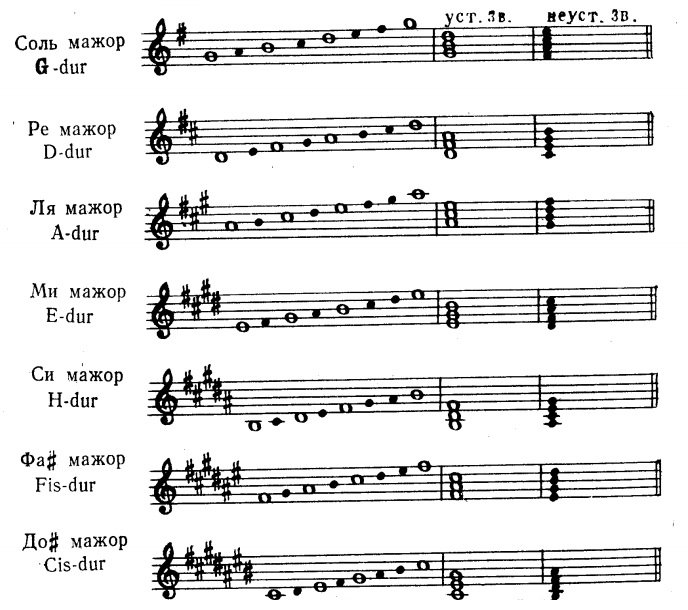 уст. зв. неуст. зв.
Соль мажор
G-dur
Ре мажор
D-dur
Ля мажор
A-dur
Ми мажор
E-dur
Си мажор
H-dur
Фа♯ мажор
Fis-dur
До♯ мажор
Cis-dur